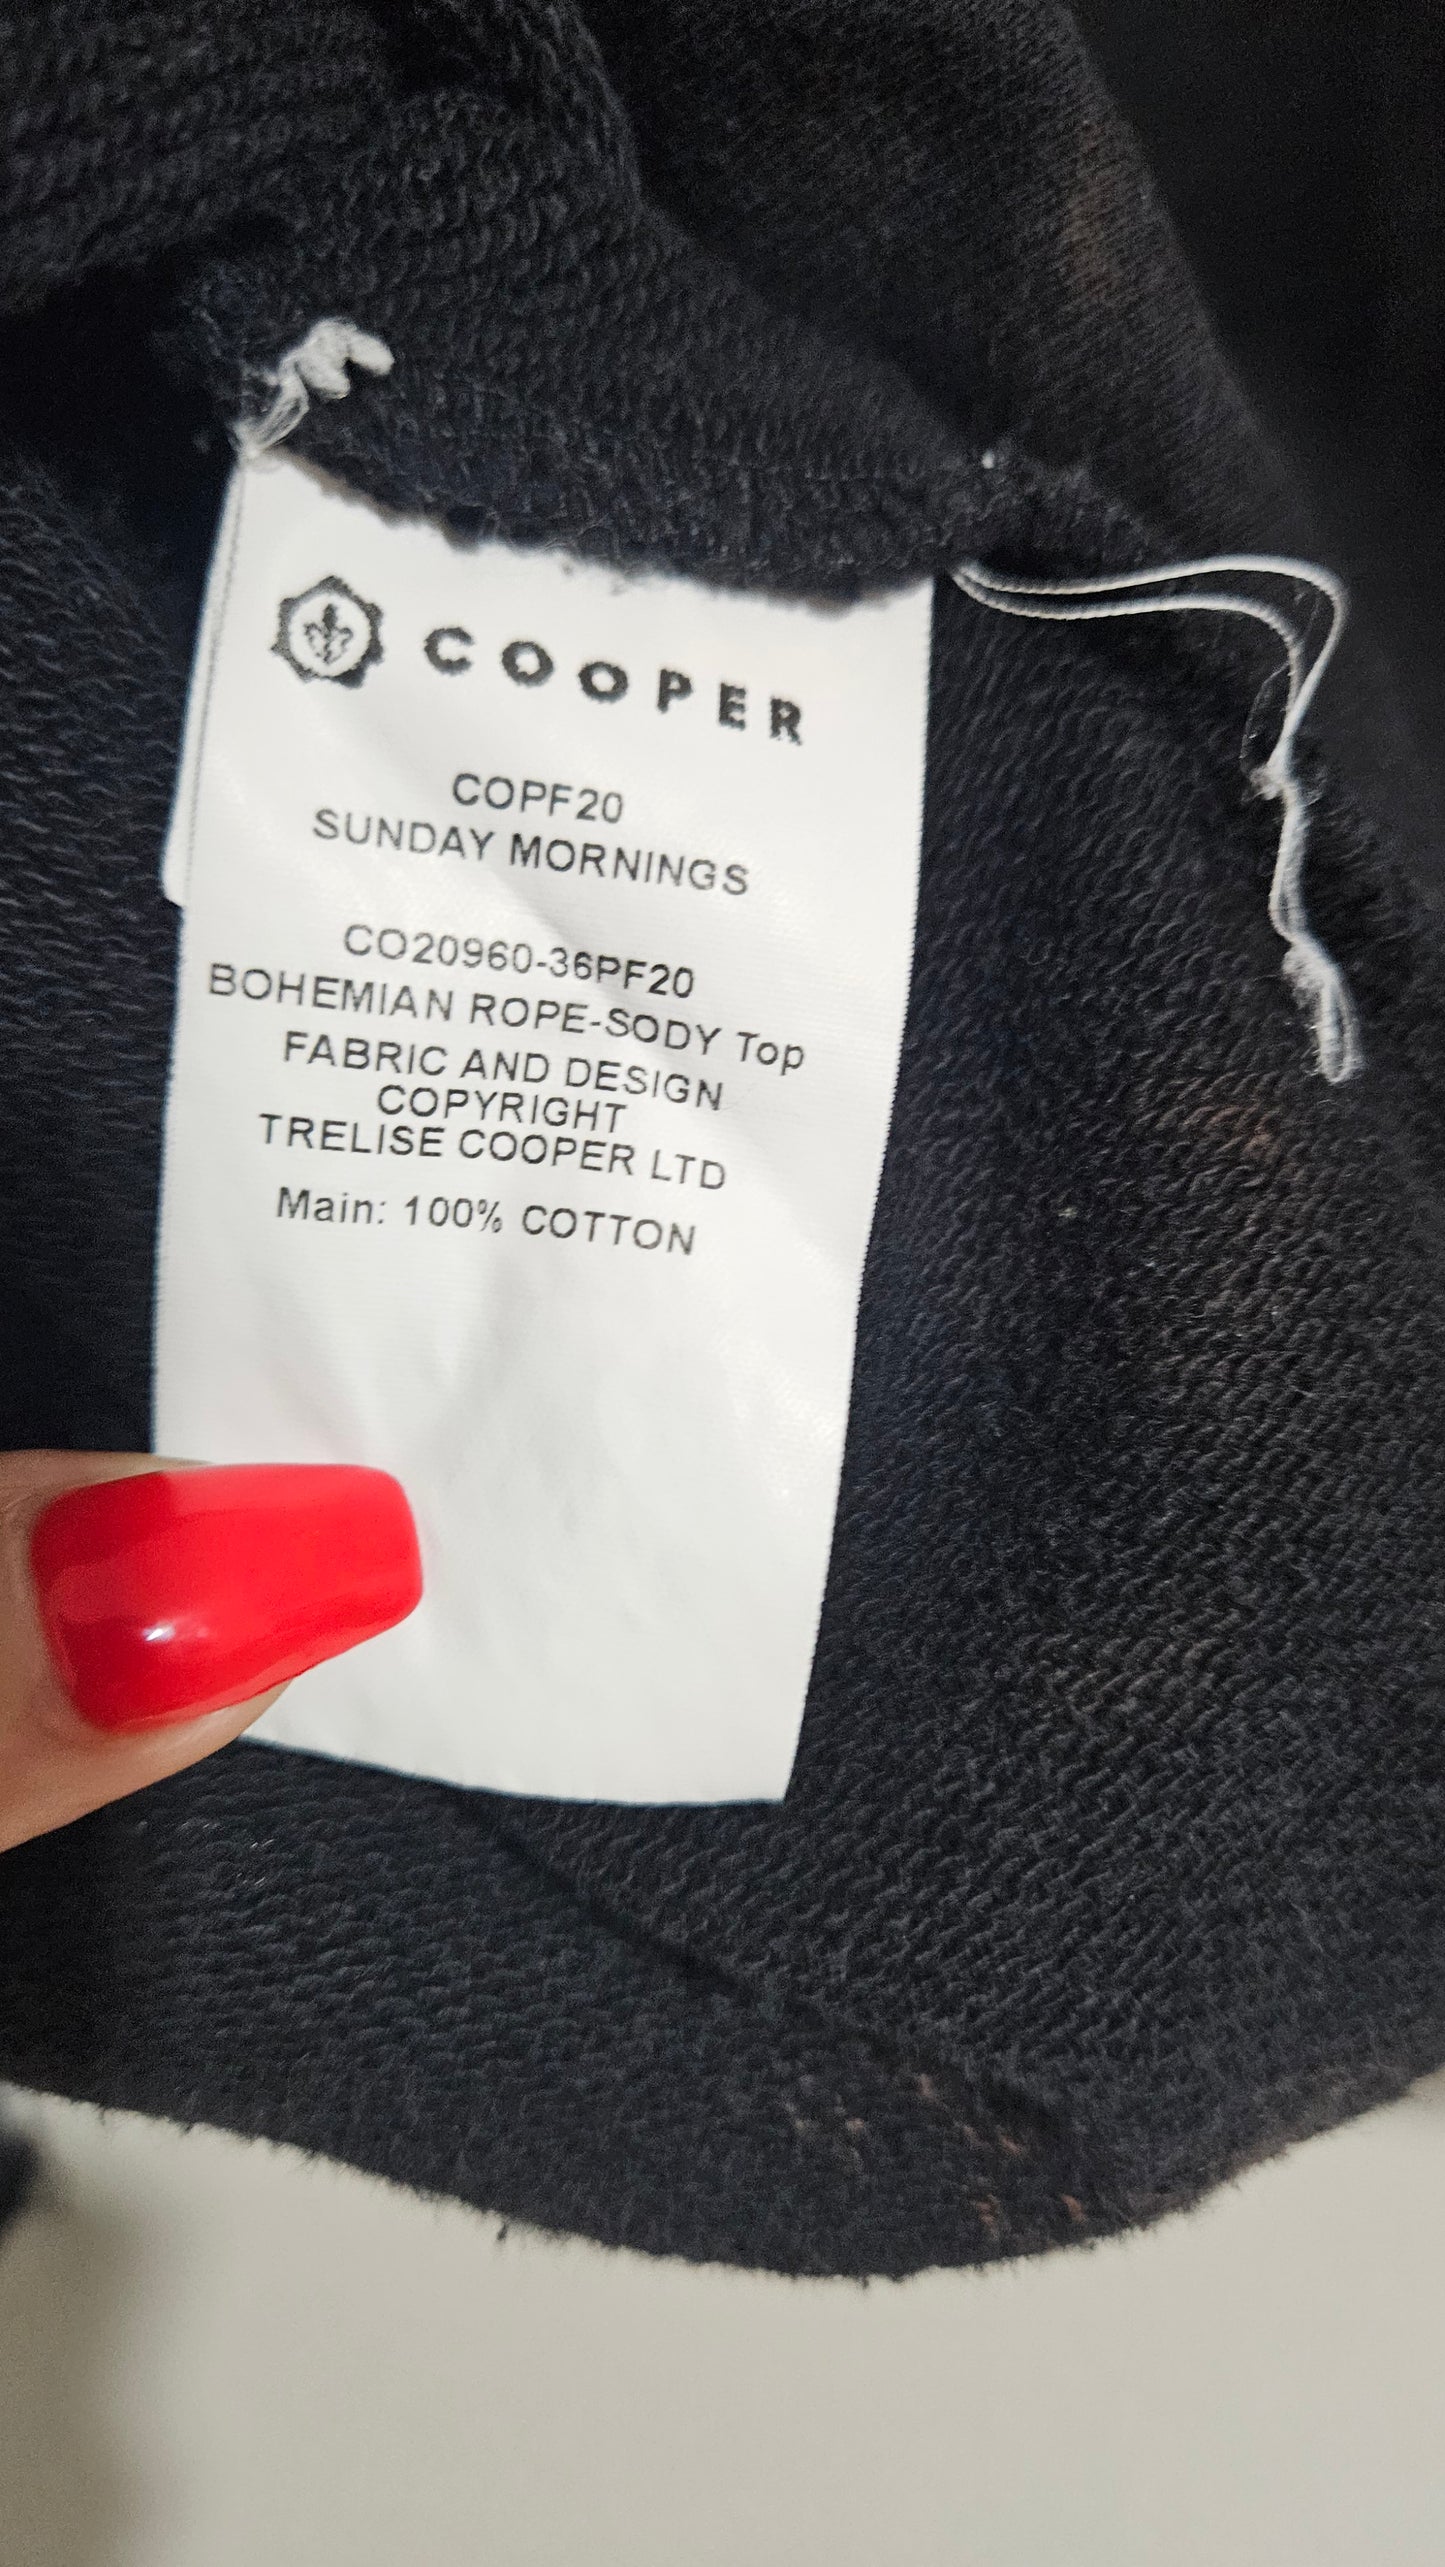 COOPER
COPF20
SUNDAY MORNINGS
CO20960-36PF20
BOHEMIAN ROPE-SODY Top
FABRIC AND DESIGN
COPYRIGHT
TRELISE COOPER LTD
Main: 100% COTTON